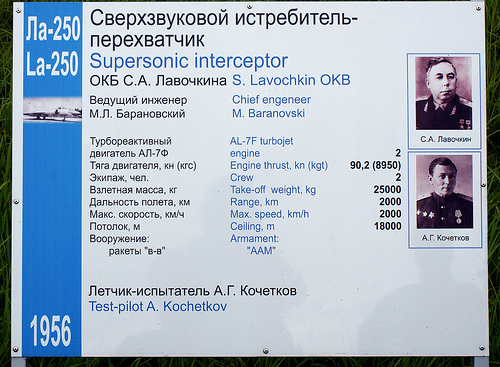 Ла-250
La-250
Сверхзвуковой истребитель-
перехватчик
Supersonic interceptor
ОКБ С.А. Лавочкина S. Lavochkin OKB
Ведущий инженер Chief engeneer
М.Л. Барановский M. Baranovski
Турбореактивный AL-7F turbojet
двигатель АЛ-7Ф engine 2
Тяга двигателя, кн (кгс) Engine thrust, kn (kgt) 90,2 (8950)
Экипаж, чел. Crew 2
Взлетная масса, кг Take-off weight, kg 25000
Дальность полета, км Range, km 2000
Макс. скорость, км/ч Max. speed, km/h 2000
Потолок, м Ceiling, m 18000
Вооружение: Armament:
ракеты "в-в" "AAM"
С.А. Лавочкин
А.Г. Кочетков
Летчик-испытатель А.Г. Кочетков
Test-pilot A. Kochetkov
1956